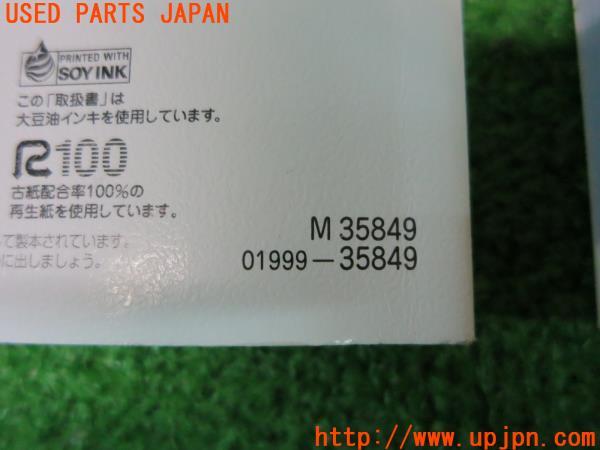 USED PARTS JAPAN
PRINTED WITH
SOY INK
この「取扱書」は
大豆油インキを使用しています。
R100
古紙配合率100%の
再生紙を使用しています。
て製本されています。
に出しましょう。
M 35849
01999−35849
http://www.upjpn.com/